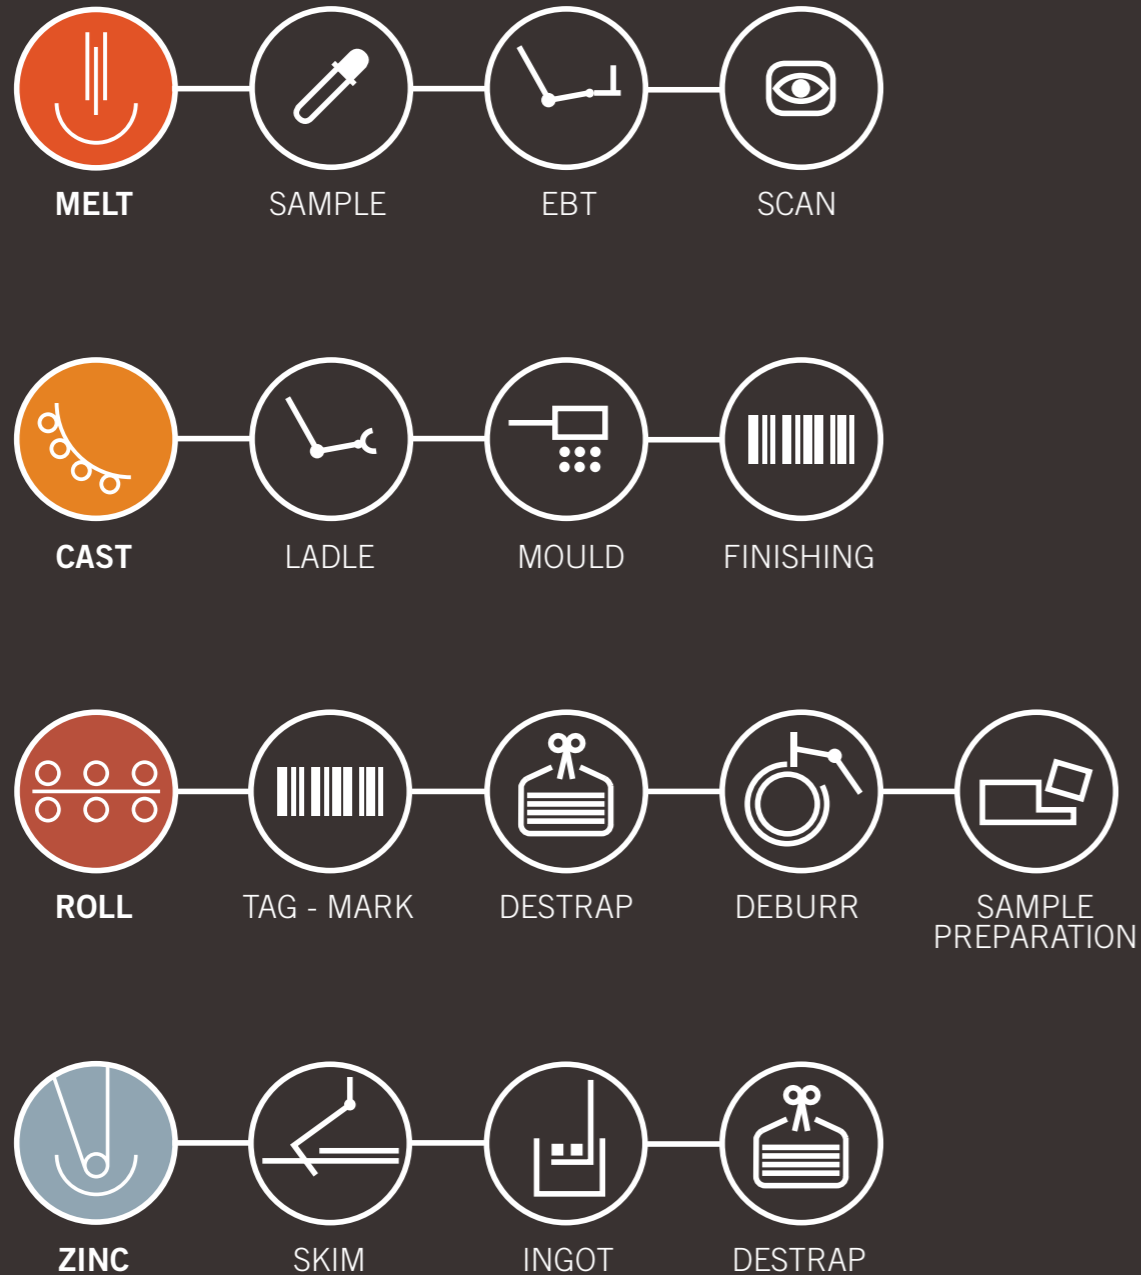 MELT
SAMPLE
EBT
SCAN
CAST
LADLE
MOULD
FINISHING
ROLL
TAG - MARK
DESTRAP
DEBURR
SAMPLE
PREPARATION
ZINC
SKIM
INGOT
DESTRAP